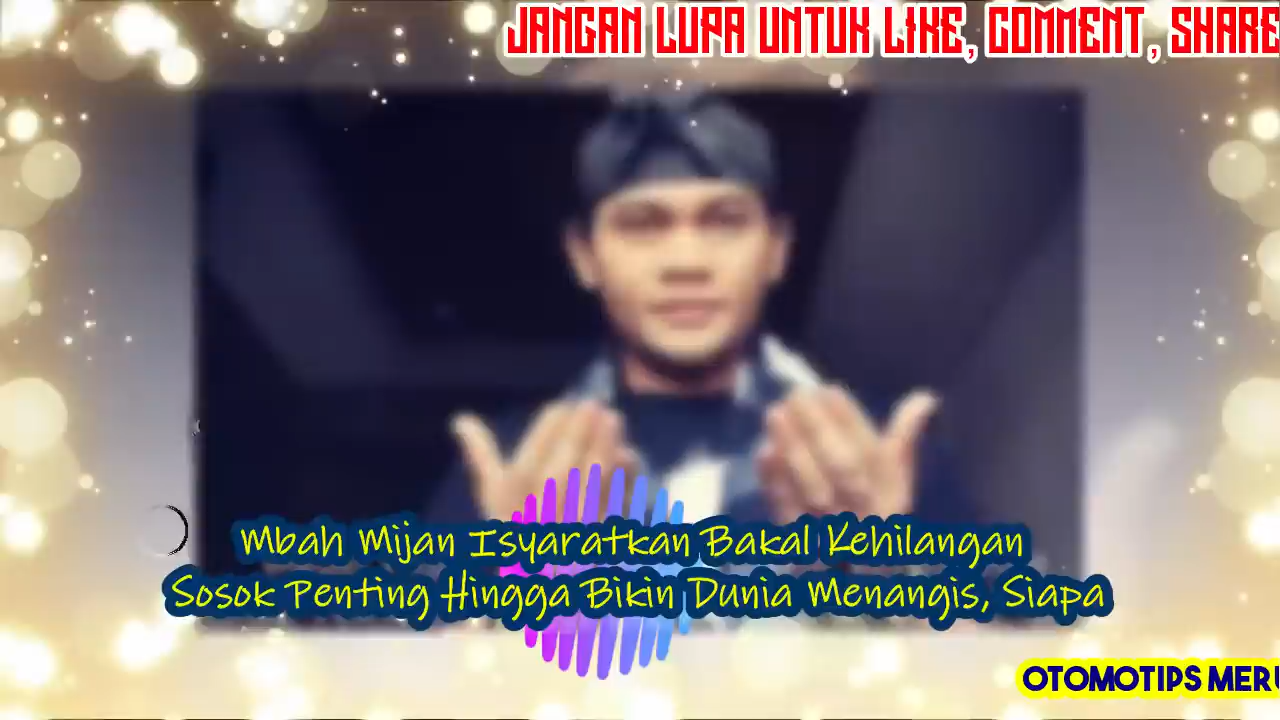 JANGAN LUPA UNTUK LIKE, COMMENT, SHARE
Mbah Mijan Isyaratkan Bakal Kehilangan
Sosok Penting Hingga Bikin Dunia Menangis, Siapa
OTOMOTIPS MERU